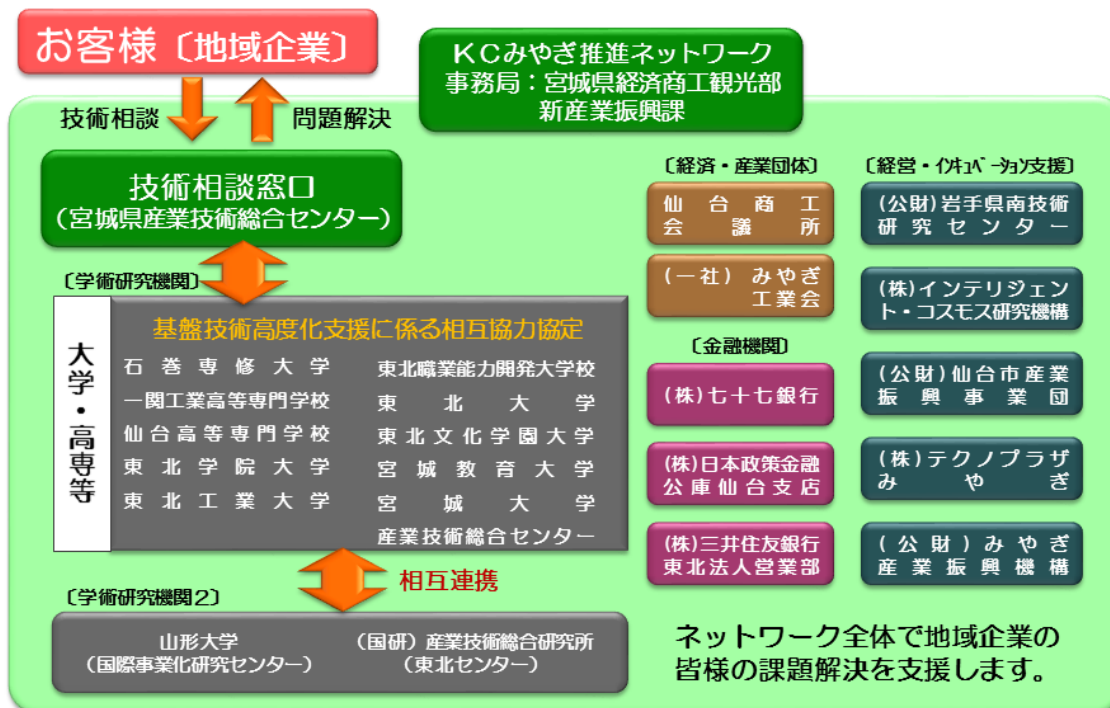 お客様〔地域企業〕
技術相談
問題解決
KCみやぎ推進ネットワーク
事務局：宮城県経済商工観光部
新産業振興課
技術相談窓口
(宮城県産業技術総合センター)
〔学術研究機関〕
大学・高専等
基盤技術高度化支援に係る相互協力協定
石巻専修大学
一関工業高等専門学校
仙台高等専門学校
東北学院大学
東北工業大学
東北職業能力開発大学校
東北大学
東北文化学園大学
宮城教育大学
宮城大学
産業技術総合センター
相互連携
〔学術研究機関２〕
山形大学
(国際事業化研究センター)
(国研) 産業技術総合研究所
(東北センター)
〔経済・産業団体〕
仙台商工
会議所
(一社) みやぎ
工業会
〔金融機関〕
(株)七十七銀行
(株)日本政策金融
公庫仙台支店
(株)三井住友銀行
東北法人営業部
〔経営・ｲﾝｷｭﾍﾞｰｼｮﾝ支援〕
(公財)岩手県南技術
研究センター
(株)インテリジェン
ト・コスモス研究機構
(公財)仙台市産業
振興事業団
(株)テクノプラザ
みやぎ
(公財)みやぎ
産業振興機構
ネットワーク全体で地域企業の
皆様の課題解決を支援します。